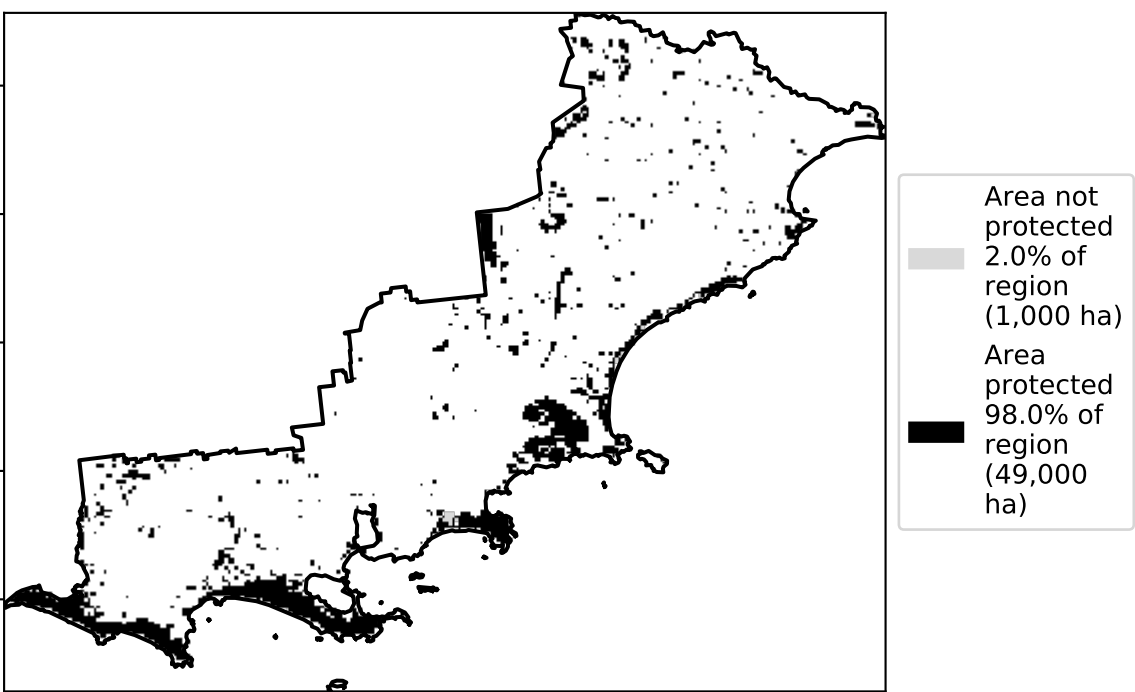 Area not
protected
2.0% of
region
(1,000 ha)
Area
protected
98.0% of
region
(49,000
ha)